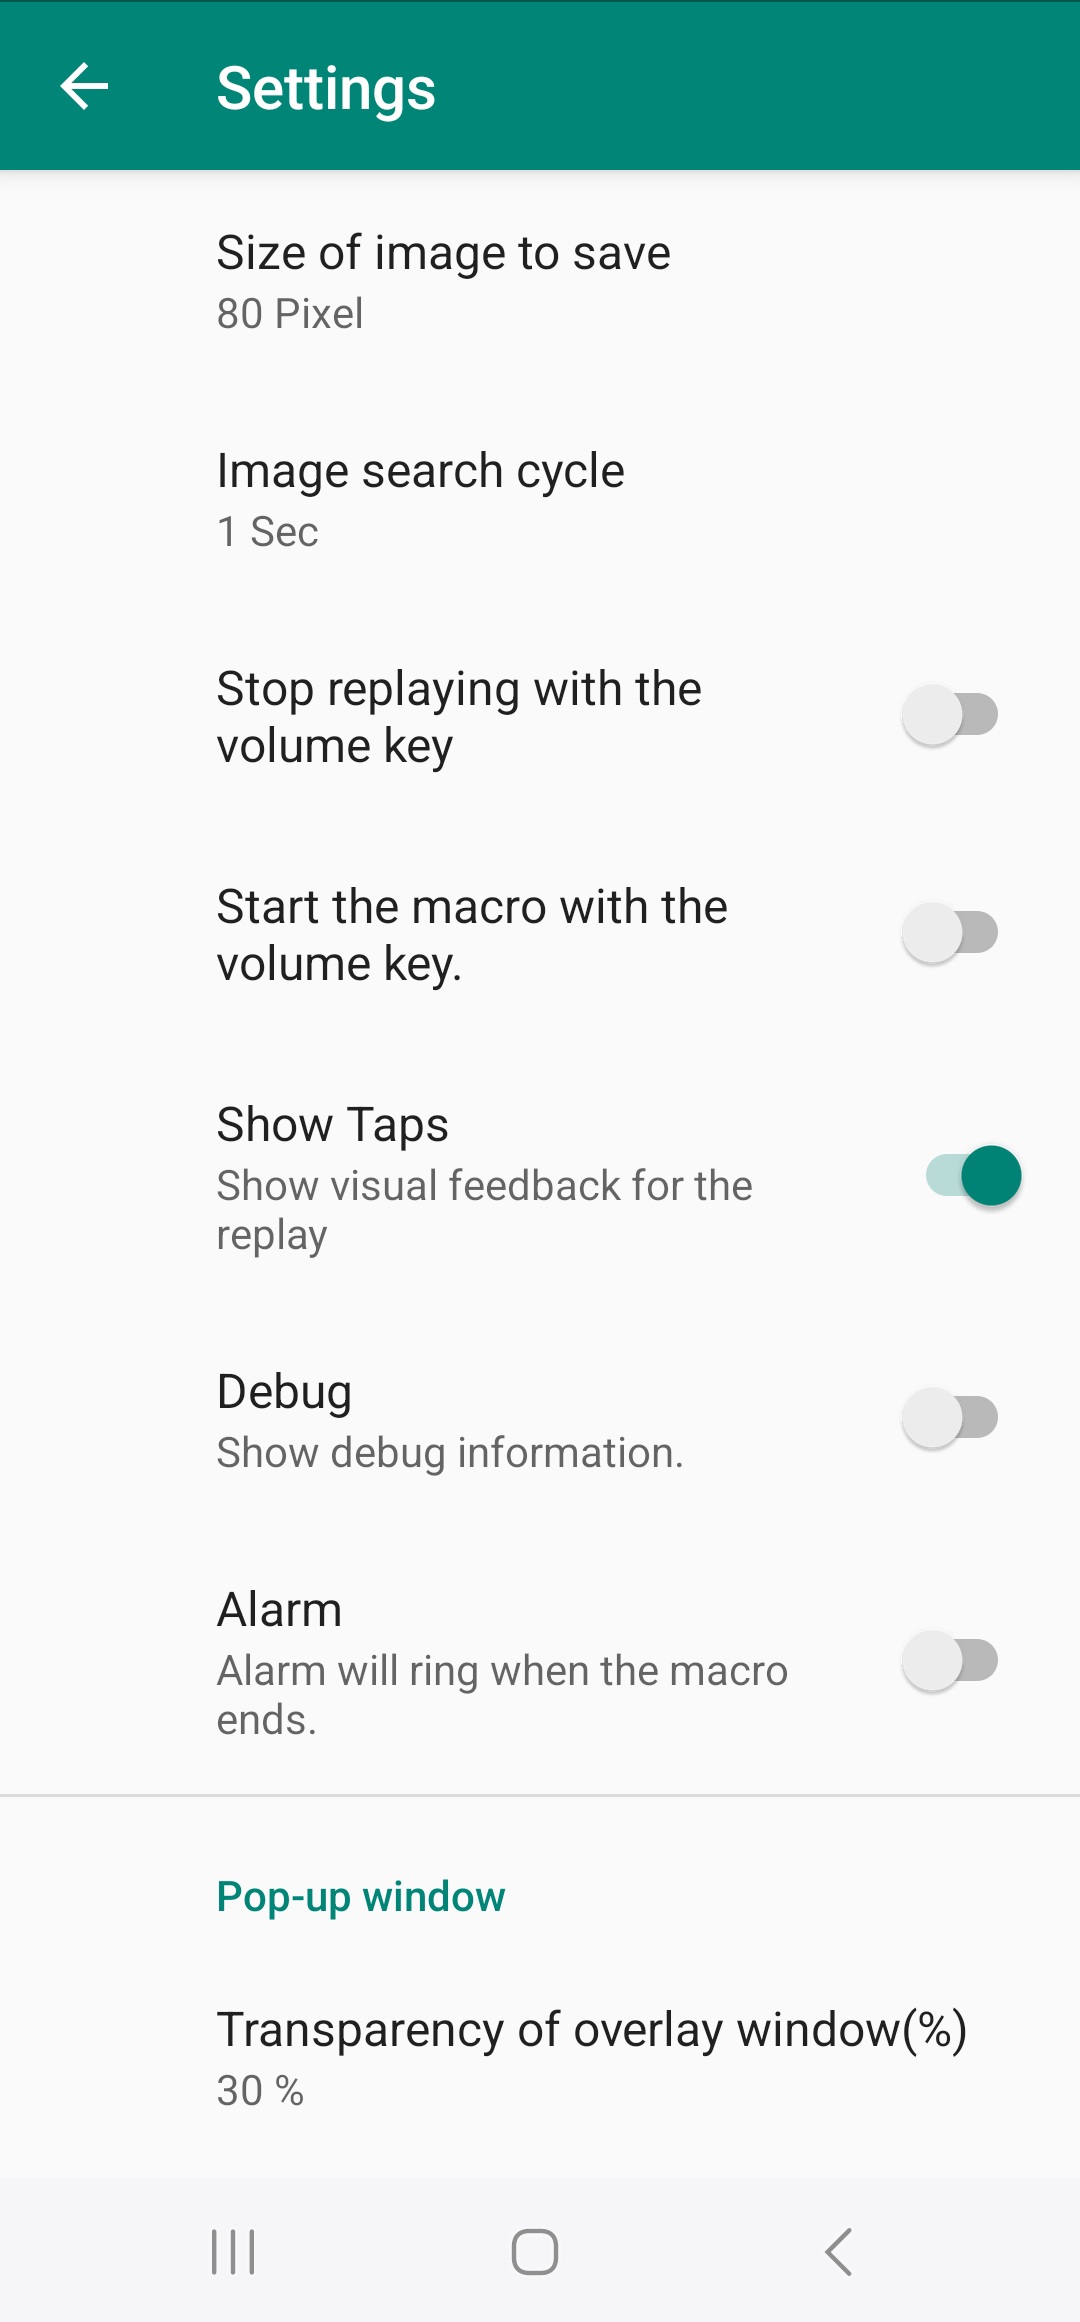 Settings
Size of image to save
80 Pixel
Image search cycle
1 Sec
Stop replaying with the
volume key
Start the macro with the
volume key.
Show Taps
Show visual feedback for the
replay
Debug
Show debug information.
Alarm
Alarm will ring when the macro
ends.
Pop-up window
Transparency of overlay window(%)
30 %